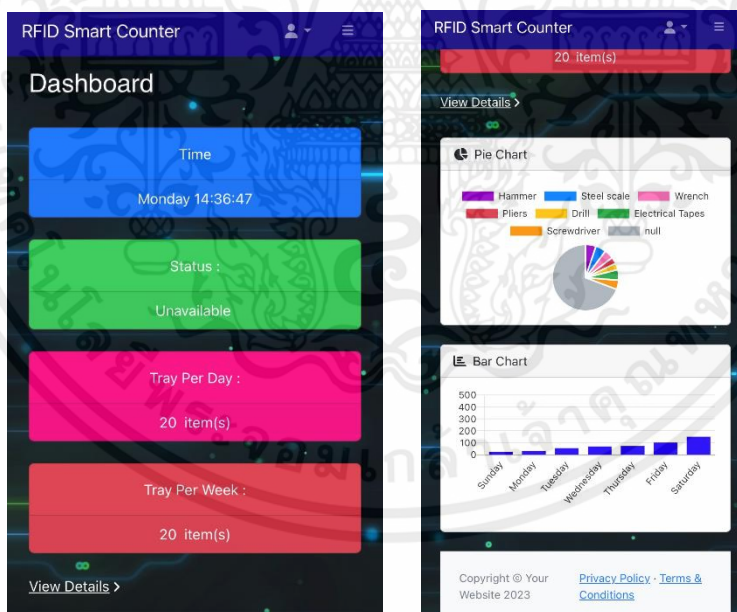 RFID Smart Counter
Dashboard
Time
Monday 14:36:47
Status :
Unavailable
Tray Per Day :
20 item(s)
Tray Per Week :
20 item(s)
View Details >
RFID Smart Counter
20 item(s)
View Details >
Pie Chart
Hammer Steel scale Wrench
Pliers Drill Electrical Tapes
Screwdriver null
Bar Chart
500
400
300
200
100
0
Sunday Monday Tuesday Wednesday Thursday Friday Saturday
Copyright © Your Website 2023
Privacy Policy · Terms & Conditions